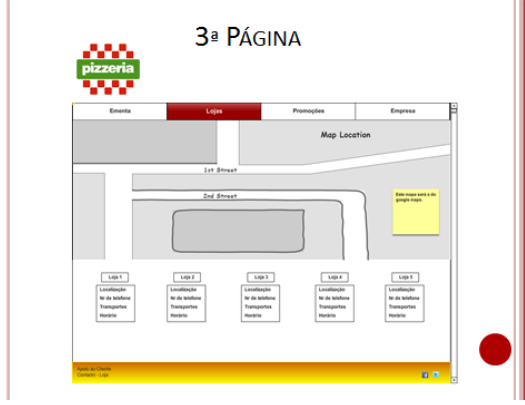 3ª PÁGINA
pizzeria
Ementa Lojas Promoções Empresa
Map Location
1st Street
2nd Street
Este mapa será o do
google maps.
Loja 1 Loja 2 Loja 3 Loja 4 Loja 5
Localização Localização Localização Localização Localização
Nr de telefone Nr de telefone Nr de telefone Nr de telefone Nr de telefone
Transportes Transportes Transportes Transportes Transportes
Horário Horário Horário Horário Horário
Apoio ao Cliente
Contacto - Loja